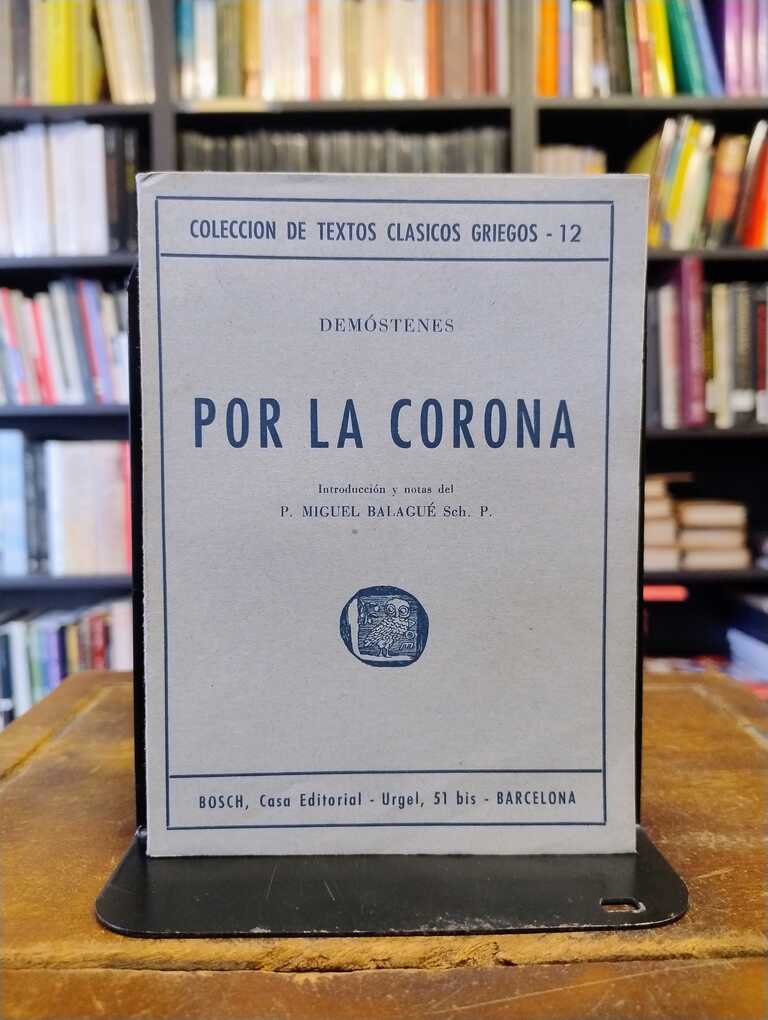 COLECCION DE TEXTOS CLASICOS GRIEGOS - 12
DEMÓSTENES
POR LA CORONA
Introducción y notas del
P. MIGUEL BALAGUÉ Sch. P.
BOSCH, Casa Editorial - Urgel, 51 bis - BARCELONA